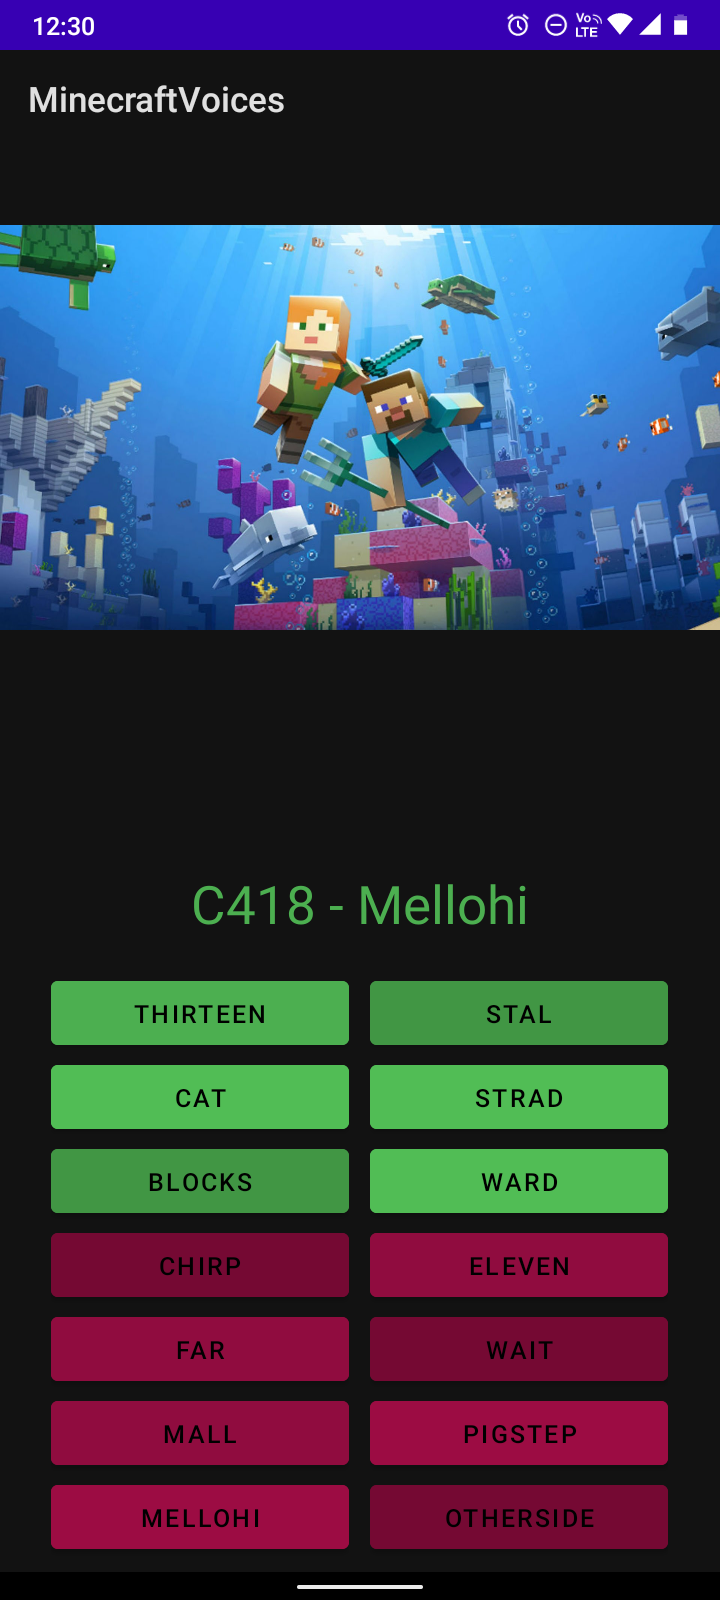 12:30
Vo
LTE
MinecraftVoices
C418 - Mellohi
THIRTEEN
STAL
CAT
STRAD
BLOCKS
WARD
CHIRP
ELEVEN
FAR
WAIT
MALL
PIGSTEP
MELLOHI
OTHERSIDE